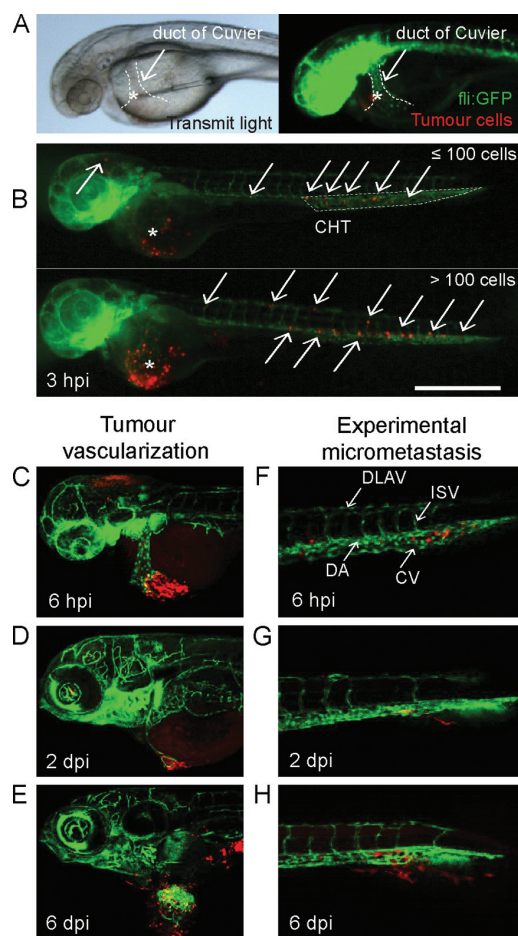 A
duct of Cuvier
*
Transmit light
duct of Cuvier
*
fli:GFP
Tumour cells
B
≤ 100 cells
*
CHT
> 100 cells
*
3 hpi
Tumour
vascularization
Experimental
micrometastasis
C
6 hpi
F
DLAV
ISV
DA
CV
6 hpi
D
2 dpi
G
2 dpi
E
6 dpi
H
6 dpi